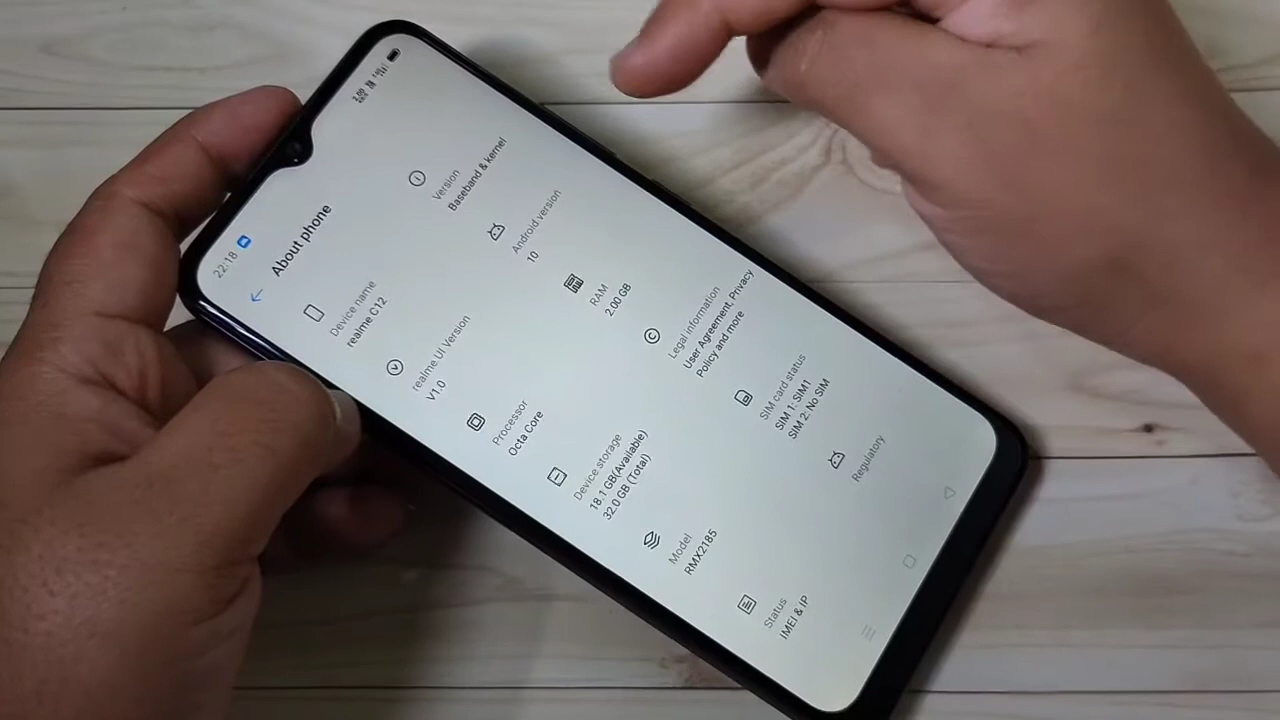 22:18
About phone
Device name
realme C12
Version
Baseband & kernel
realme UI Version
V1.0
Android version
10
Processor
Octa Core
RAM
2.00 GB
Device storage
18.1 GB(Available)
32.0 GB (Total)
Legal information
User Agreement, Privacy
Policy and more
Model
RMX2185
SIM card status
SIM 1: SIM1
SIM 2: No SIM
Status
IMEI & IP
Regulatory